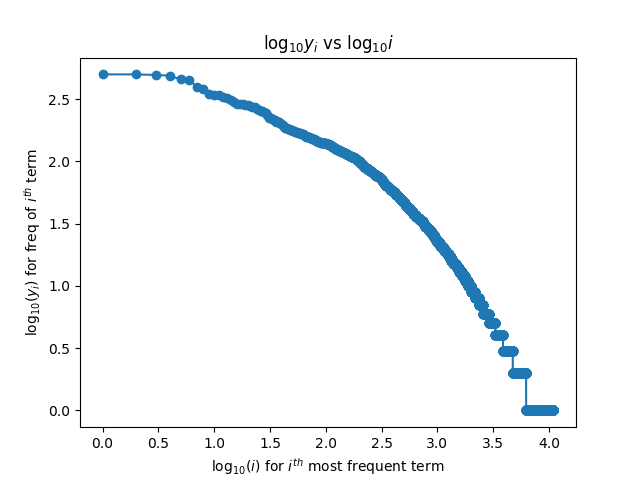 log₁₀yᵢ vs log₁₀i
2.5
2.0
1.5
1.0
0.5
0.0
log₁₀(yᵢ) for freq of iᵗʰ term
0.0 0.5 1.0 1.5 2.0 2.5 3.0 3.5 4.0
log₁₀(i) for iᵗʰ most frequent term